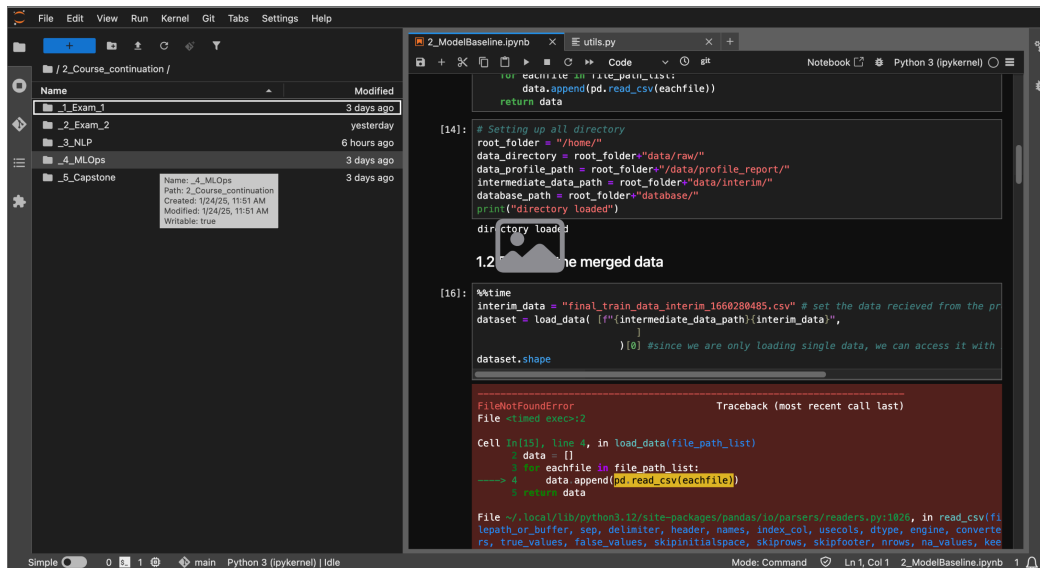 File Edit View Run Kernel Git Tabs Settings Help
/ 2_Course_continuation /
Name Modified
_1_Exam_1 3 days ago
_2_Exam_2 yesterday
_3_NLP 6 hours ago
_4_MLOps 3 days ago
_5_Capstone 3 days ago
Name: _4_MLOps
Path: 2_Course_continuation
Created: 1/24/25, 11:51 AM
Modified: 1/24/25, 11:51 AM
Writable: true
2_ModelBaseline.ipynb utils.py
Code git Notebook Python 3 (ipykernel)
for eachfile in file_path_list:
data.append(pd.read_csv(eachfile))
return data
[14]: # Setting up all directory
root_folder = "/home/"
data_directory = root_folder+"data/raw/"
data_profile_path = root_folder+"/data/profile_report/"
intermediate_data_path = root_folder+"data/interim/"
database_path = root_folder+"database/"
print("directory loaded")
directory loaded
1.2 the merged data
[16]: %%time
interim_data = "final_train_data_interim_1660280485.csv" # set the data recieved from the pr
dataset = load_data( [f"{intermediate_data_path}{interim_data}",
]
)[0] #since we are only loading single data, we can access it with
dataset.shape
FileNotFoundError Traceback (most recent call last)
File <timed exec>:2
Cell In[15], line 4, in load_data(file_path_list)
2 data = []
3 for eachfile in file_path_list:
----> 4 data.append(pd.read_csv(eachfile))
5 return data
File ~/.local/lib/python3.12/site-packages/pandas/io/parsers/readers.py:1026, in read_csv(fi
lepath_or_buffer, sep, delimiter, header, names, index_col, usecols, dtype, engine, converte
rs, true_values, false_values, skipinitialspace, skiprows, skipfooter, nrows, na_values, kee
Simple 0 1 main Python 3 (ipykernel) | Idle Mode: Command Ln 1, Col 1 2_ModelBaseline.ipynb 1